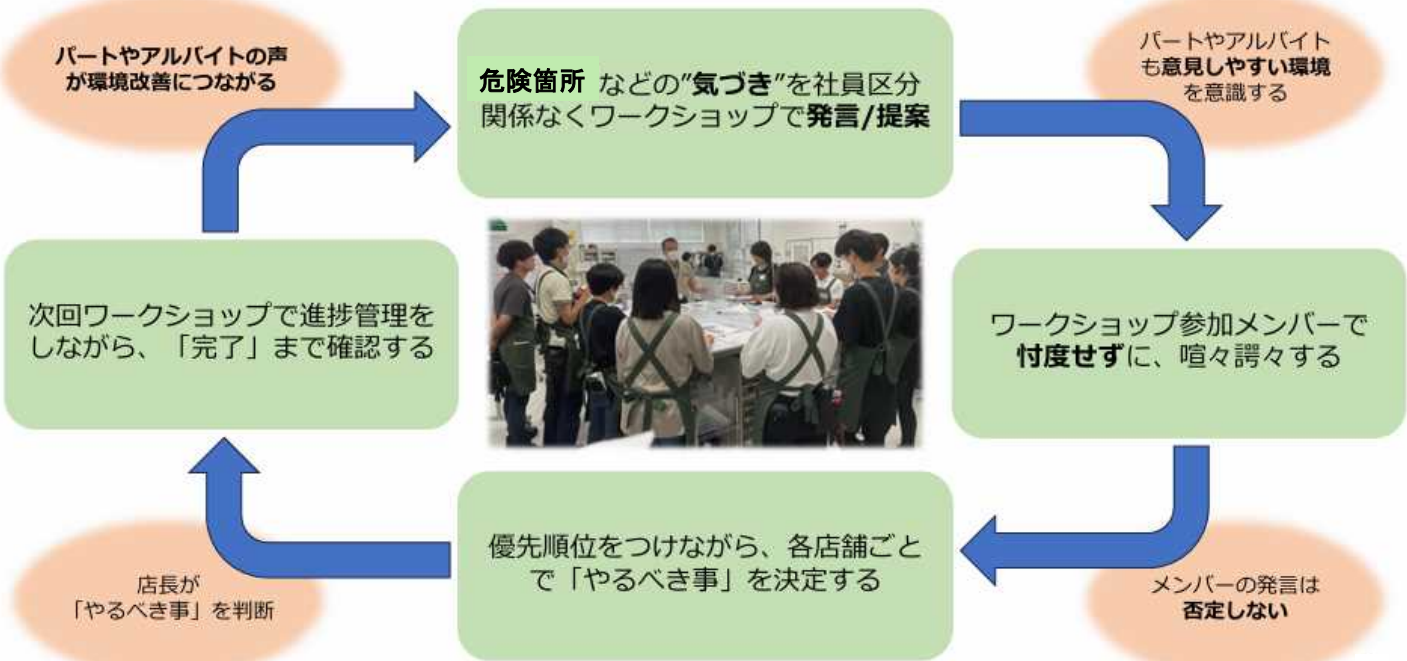 パートやアルバイトの声
が環境改善につながる
危険箇所 などの”気づき”を社員区分
関係なくワークショップで発言/提案
パートやアルバイト
も意見しやすい環境
を意識する
ワークショップ参加メンバーで
忖度せずに、喧々諤々する
メンバーの発言は
否定しない
優先順位をつけながら、各店舗ごと
で「やるべき事」を決定する
店長が
「やるべき事」を判断
次回ワークショップで進捗管理を
しながら、「完了」まで確認する